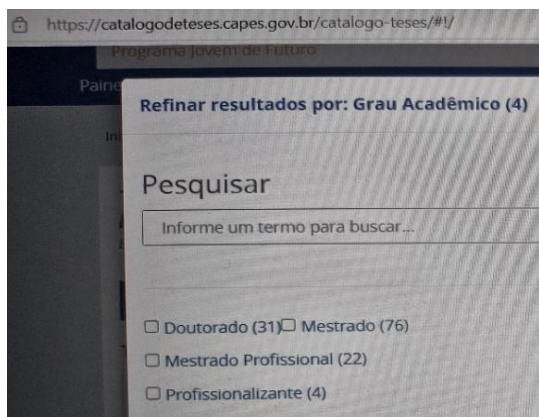 https://catalogodeteses.capes.gov.br/catalogo-teses/#!/
Programa Jovem de Futuro
Paine
Refinar resultados por: Grau Acadêmico (4)
Pesquisar
Informe um termo para buscar...
Doutorado (31) Mestrado (76)
Mestrado Profissional (22)
Profissionalizante (4)